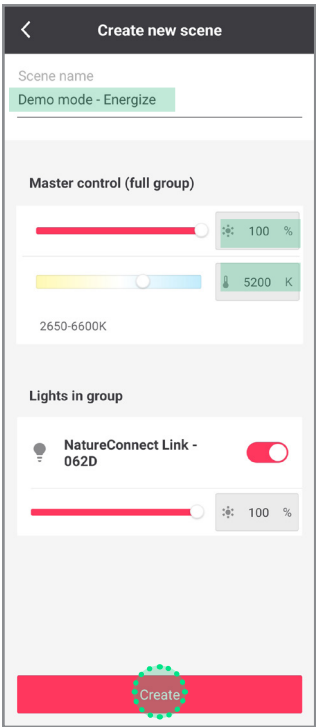 Create new scene
Scene name
Demo mode - Energize
Master control (full group)
100 %
5200 K
2650-6600K
Lights in group
NatureConnect Link -
062D
100 %
Create